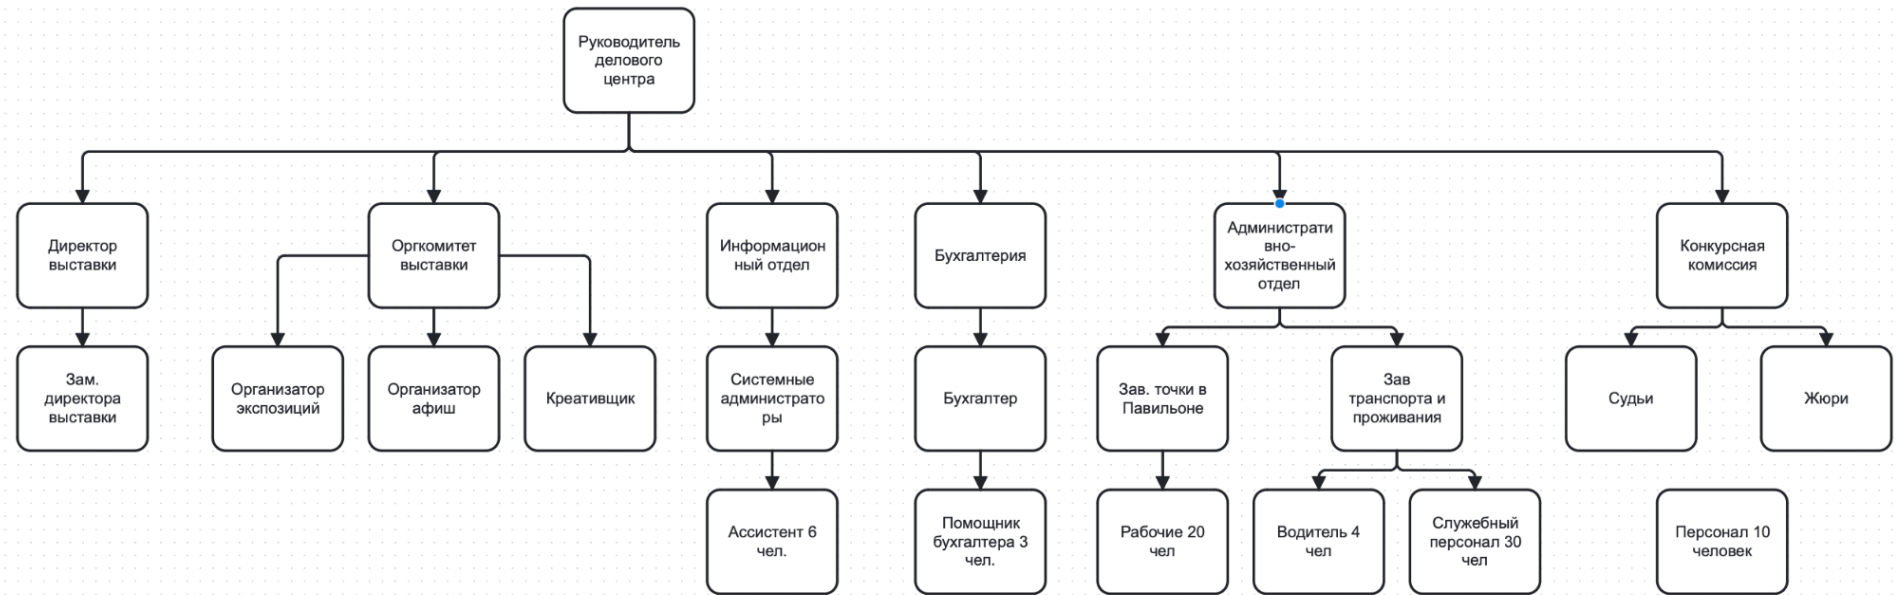 Руководитель
делового
центра
Директор
выставки
Оргкомитет
выставки
Информацион
ный отдел
Бухгалтерия
Администрати
вно-
хозяйственный
отдел
Конкурсная
комиссия
Зам.
директора
выставки
Организатор
экспозиций
Организатор
афиш
Креативщик
Системные
администрато
ры
Бухгалтер
Зав. точки в
Павильоне
Зав
транспорта и
проживания
Судьи
Жюри
Ассистент 6
чел.
Помощник
бухгалтера 3
чел.
Рабочие 20
чел
Водитель 4
чел
Служебный
персонал 30
чел
Персонал 10
человек